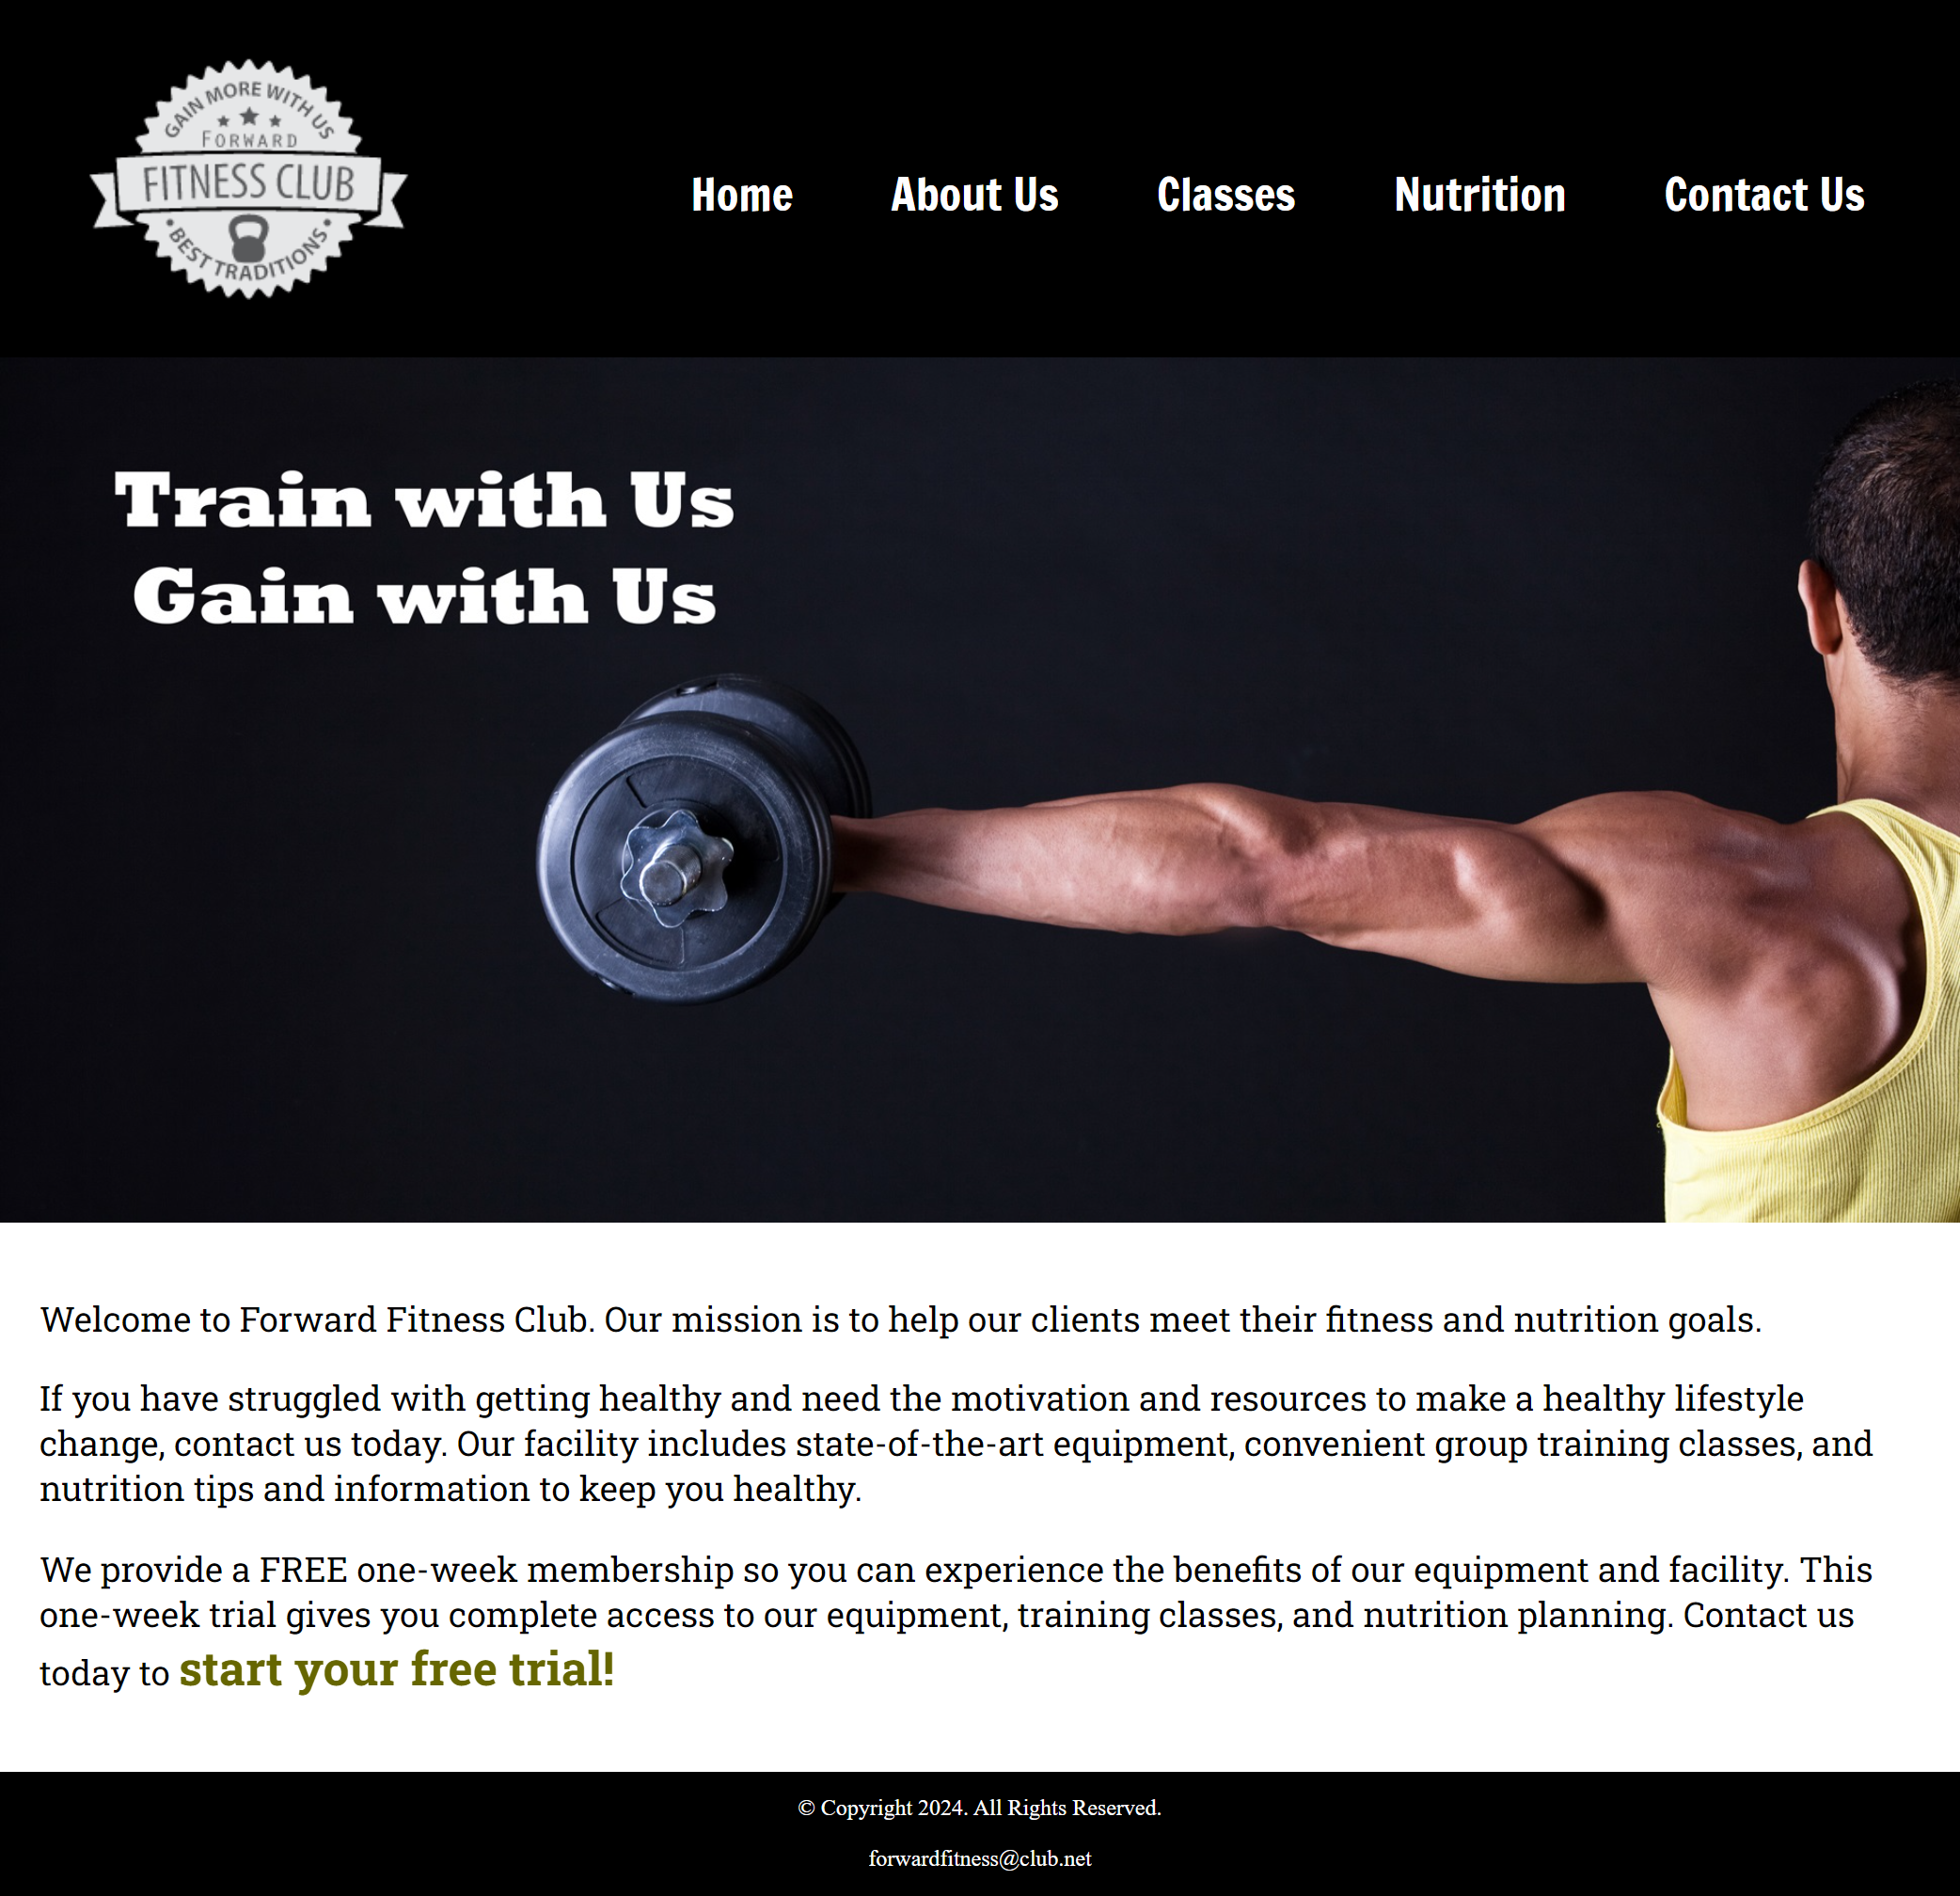 GAIN MORE WITH US
FORWARD
FITNESS CLUB
BEST TRADITIONS
Home About Us Classes Nutrition Contact Us
Train with Us
Gain with Us
Welcome to Forward Fitness Club. Our mission is to help our clients meet their fitness and nutrition goals.
If you have struggled with getting healthy and need the motivation and resources to make a healthy lifestyle
change, contact us today. Our facility includes state-of-the-art equipment, convenient group training classes, and
nutrition tips and information to keep you healthy.
We provide a FREE one-week membership so you can experience the benefits of our equipment and facility. This
one-week trial gives you complete access to our equipment, training classes, and nutrition planning. Contact us
today to start your free trial!
© Copyright 2024. All Rights Reserved.
forwardfitness@club.net